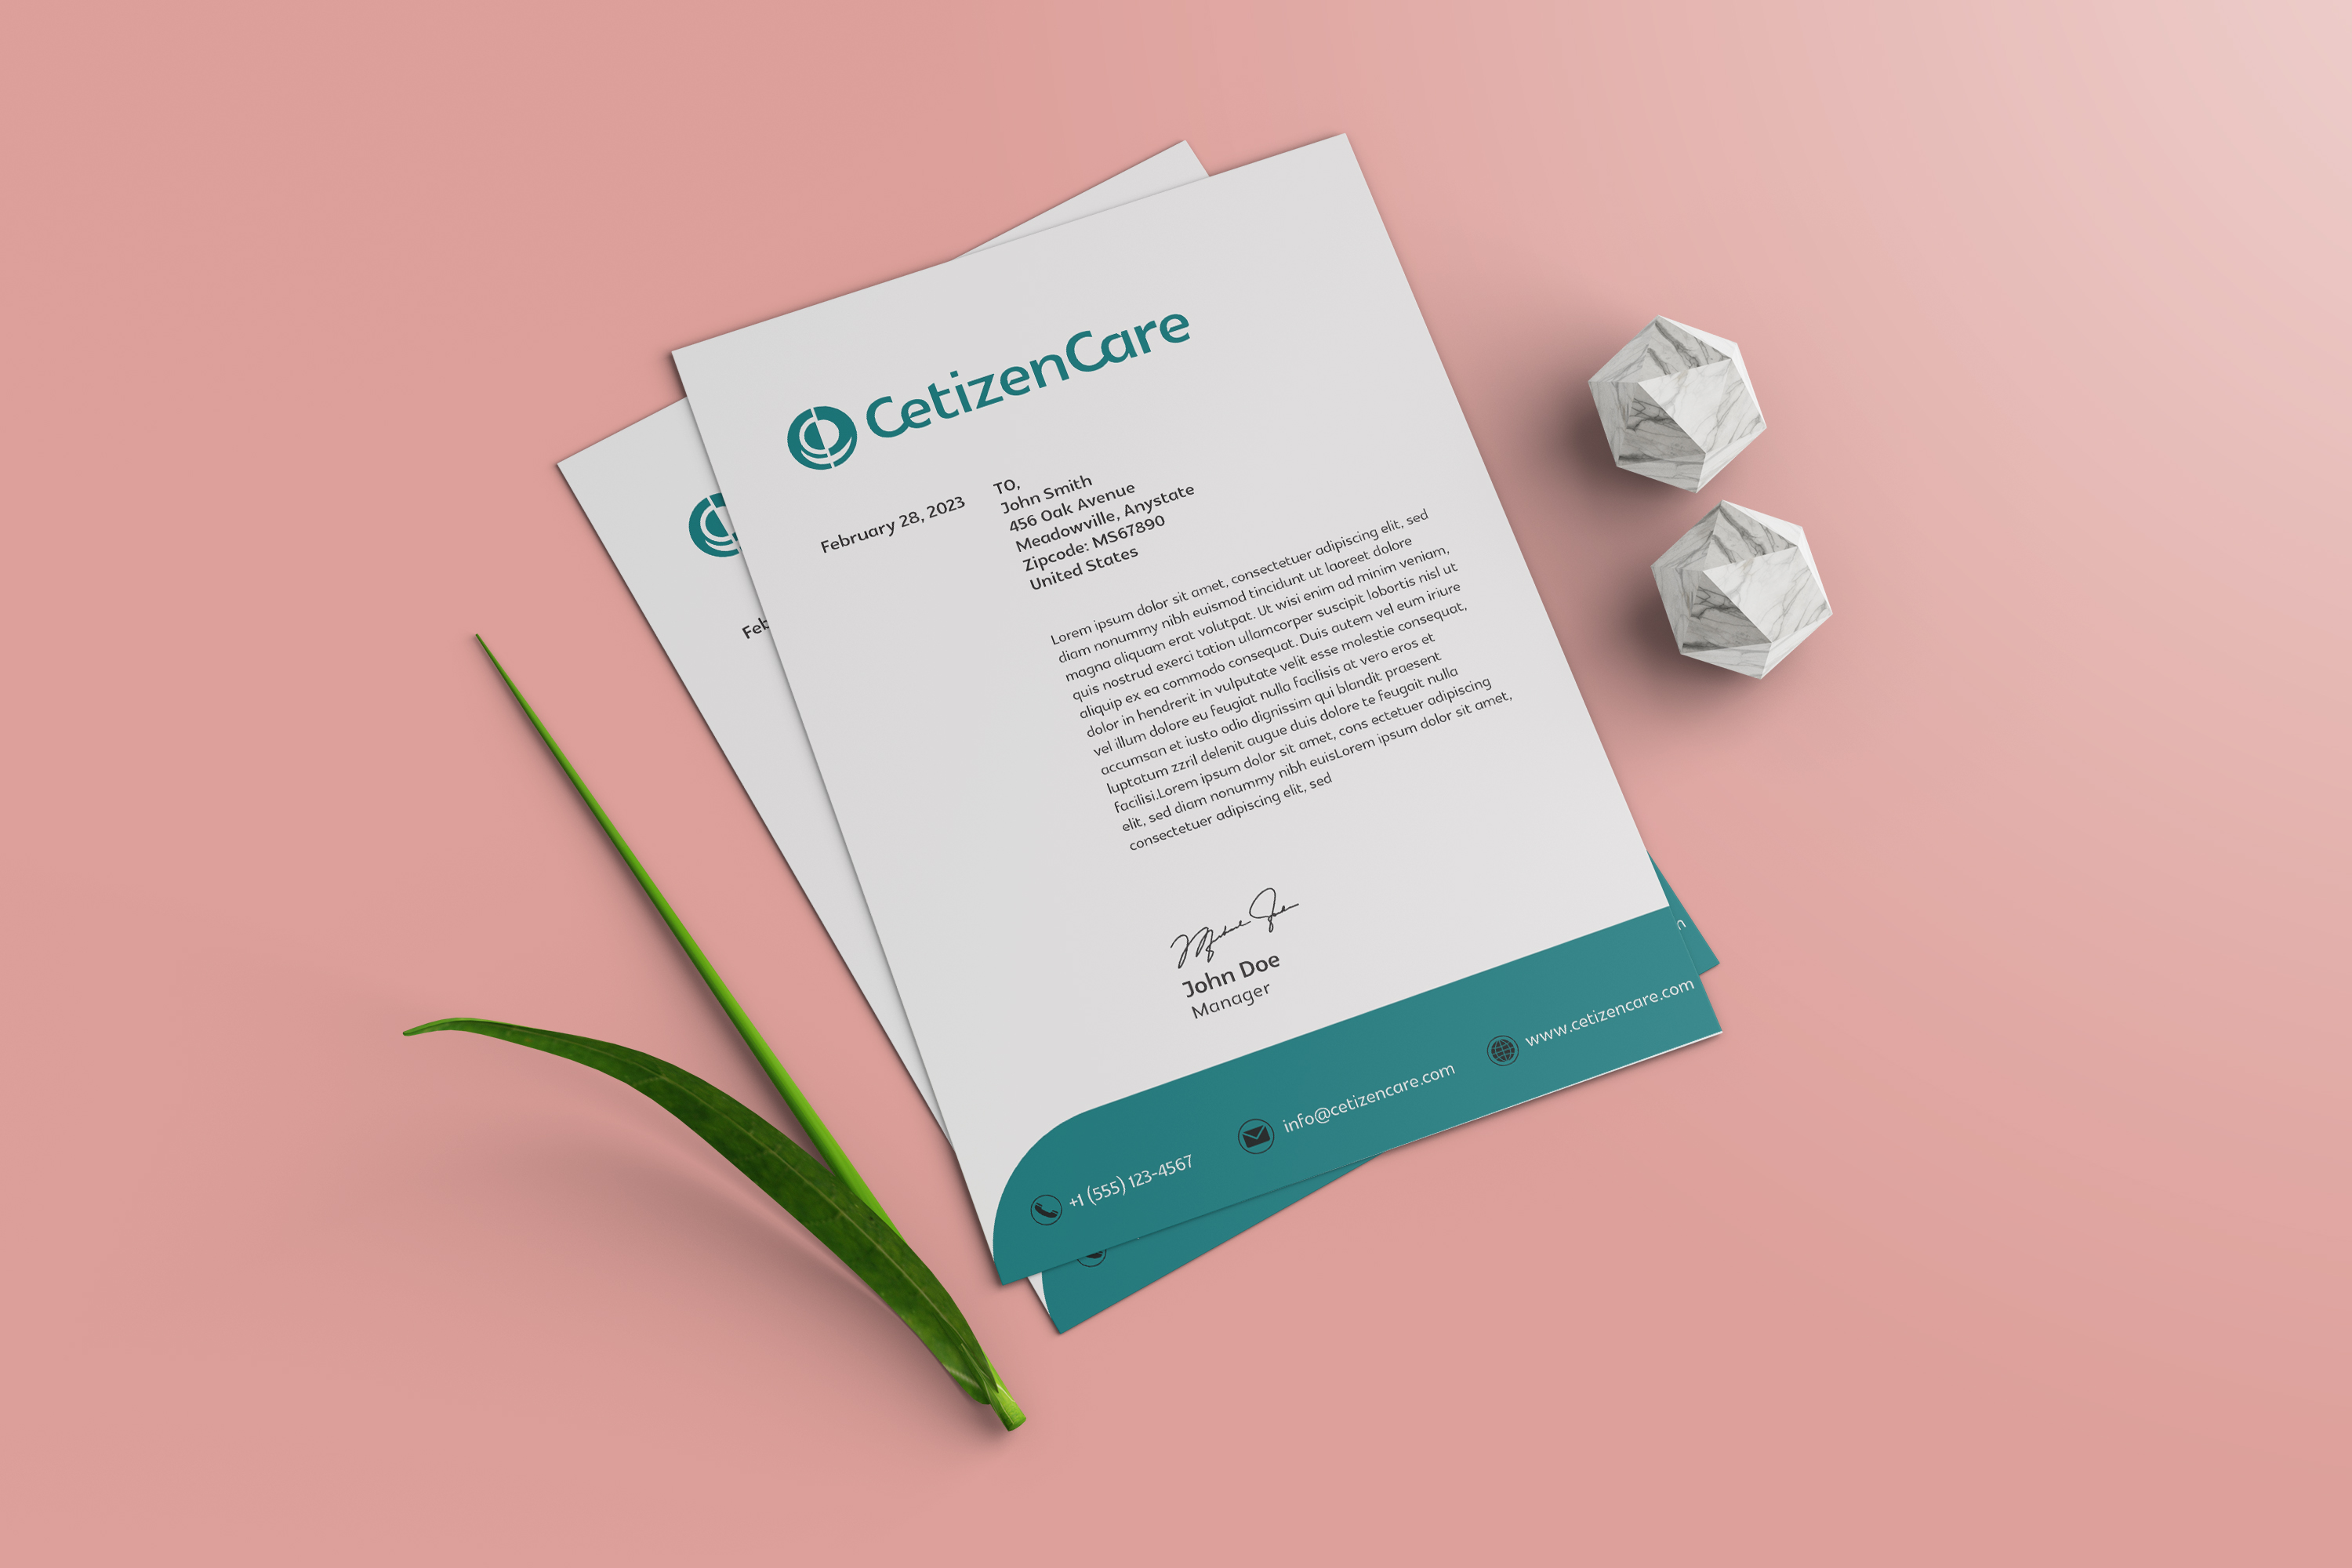 CetizenCare
February 28, 2023
TO,
John Smith
456 Oak Avenue
Meadowville, Anystate
Zipcode: MS67890
United States
Lorem ipsum dolor sit amet, consectetuer adipiscing elit, sed
diam nonummy nibh euismod tincidunt ut laoreet dolore
magna aliquam erat volutpat. Ut wisi enim ad minim veniam,
quis nostrud exerci tation ullamcorper suscipit lobortis nisl ut
aliquip ex ea commodo consequat. Duis autem vel eum iriure
dolor in hendrerit in vulputate velit esse molestie consequat,
vel illum dolore eu feugiat nulla facilisis at vero eros et
accumsan et iusto odio dignissim qui blandit praesent
luptatum zzril delenit augue duis dolore te feugait nulla
facilisi.Lorem ipsum dolor sit amet, cons ectetuer adipiscing
elit, sed diam nonummy nibh euisLorem ipsum dolor sit amet,
consectetuer adipiscing elit, sed
John Doe
Manager
+1 (555) 123-4567
info@cetizencare.com
www.cetizencare.com
Feb